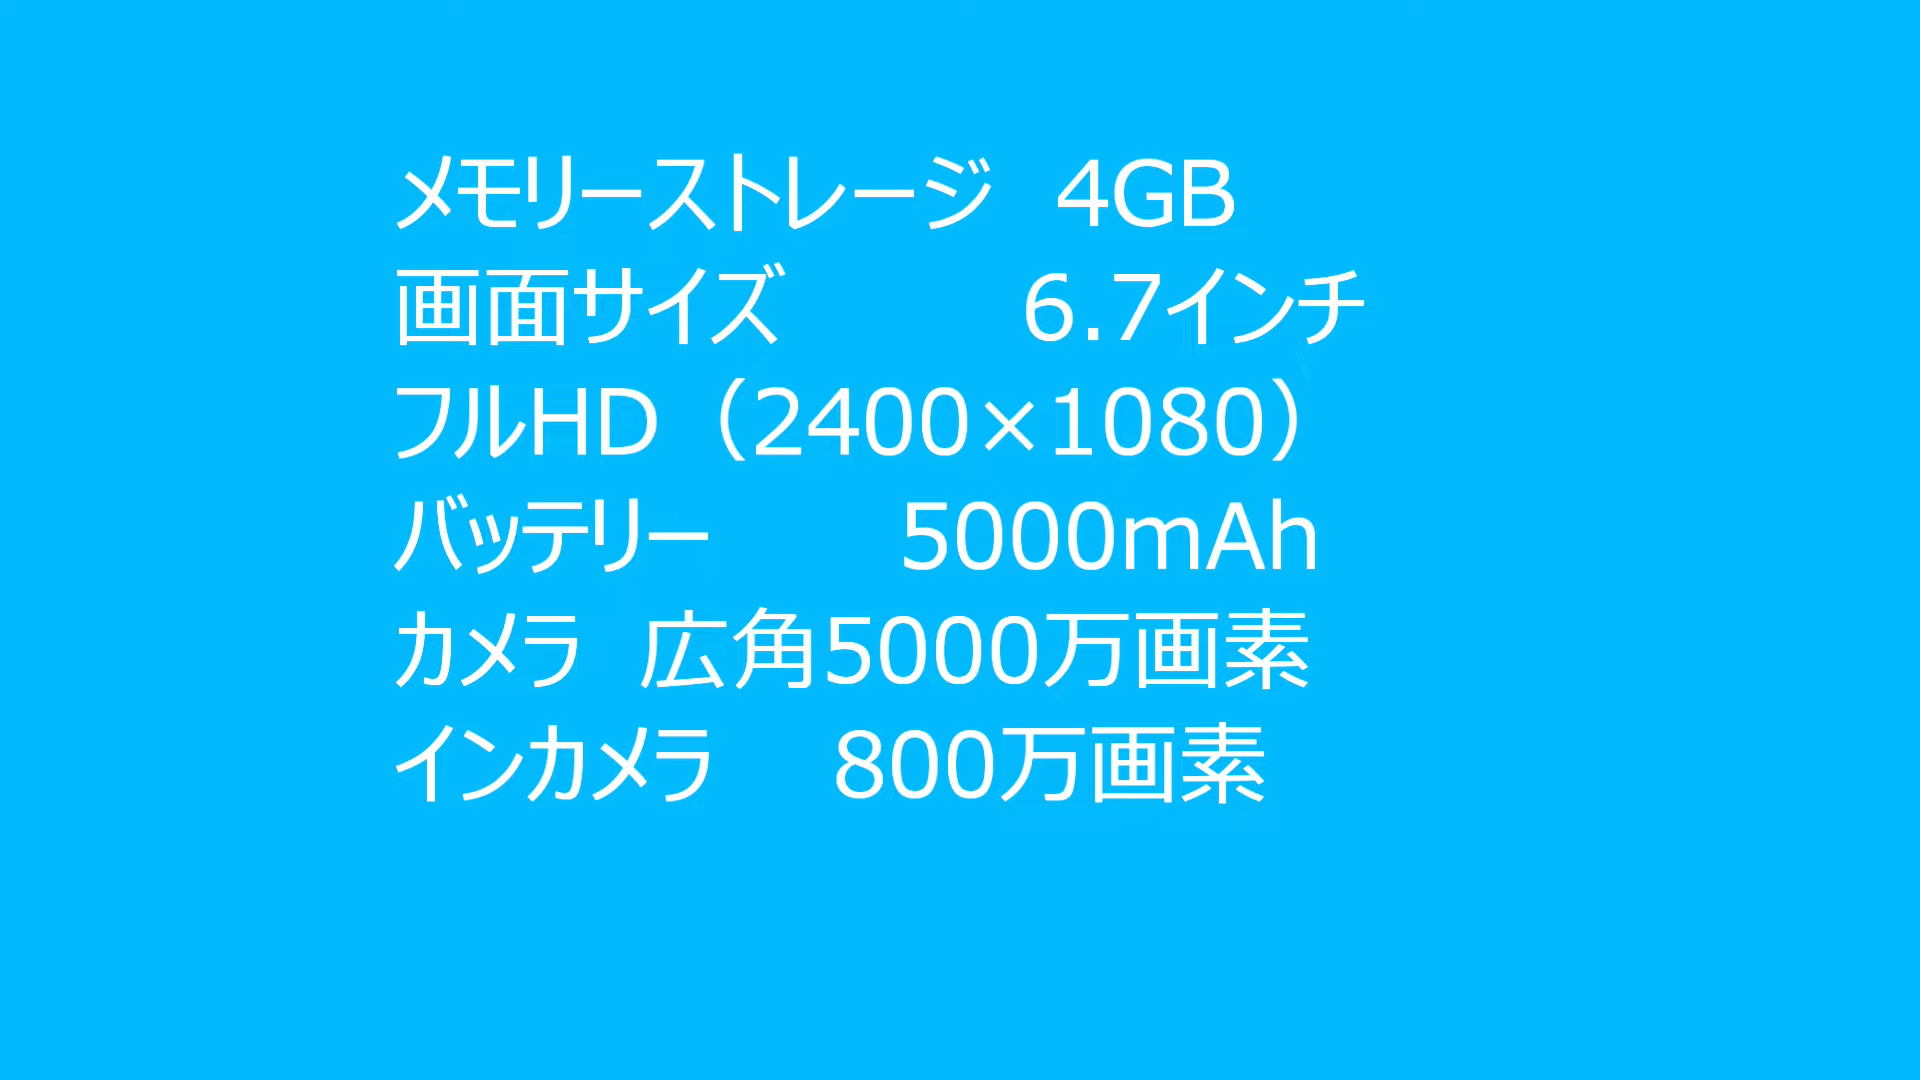 メモリーストレージ　4GB
画面サイズ　　　　6.7インチ
フルHD（2400×1080）
バッテリー　　　5000mAh
カメラ　広角5000万画素
インカメラ　　800万画素